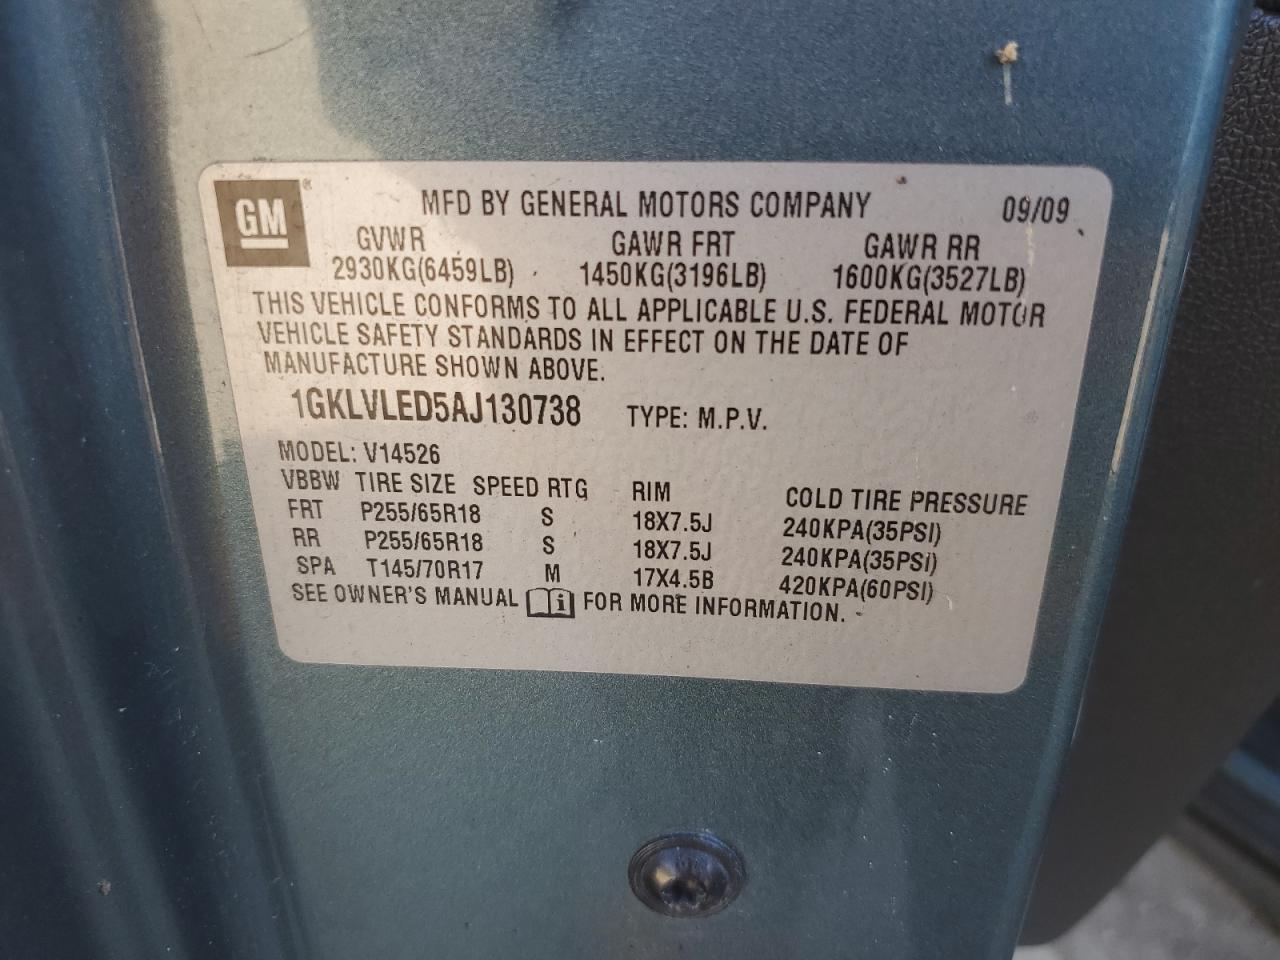 GM®
MFD BY GENERAL MOTORS COMPANY 09/09
GVWR GAWR FRT GAWR RR
2930KG(6459LB) 1450KG(3196LB) 1600KG(3527LB)
THIS VEHICLE CONFORMS TO ALL APPLICABLE U.S. FEDERAL MOTOR
VEHICLE SAFETY STANDARDS IN EFFECT ON THE DATE OF
MANUFACTURE SHOWN ABOVE.
1GKLVLED5AJ130738 TYPE: M.P.V.
MODEL: V14526
VBBW TIRE SIZE SPEED RTG RIM COLD TIRE PRESSURE
FRT P255/65R18 S 18X7.5J 240KPA(35PSI)
RR P255/65R18 S 18X7.5J 240KPA(35PSI)
SPA T145/70R17 M 17X4.5B 420KPA(60PSI)
SEE OWNER'S MANUAL i FOR MORE INFORMATION.